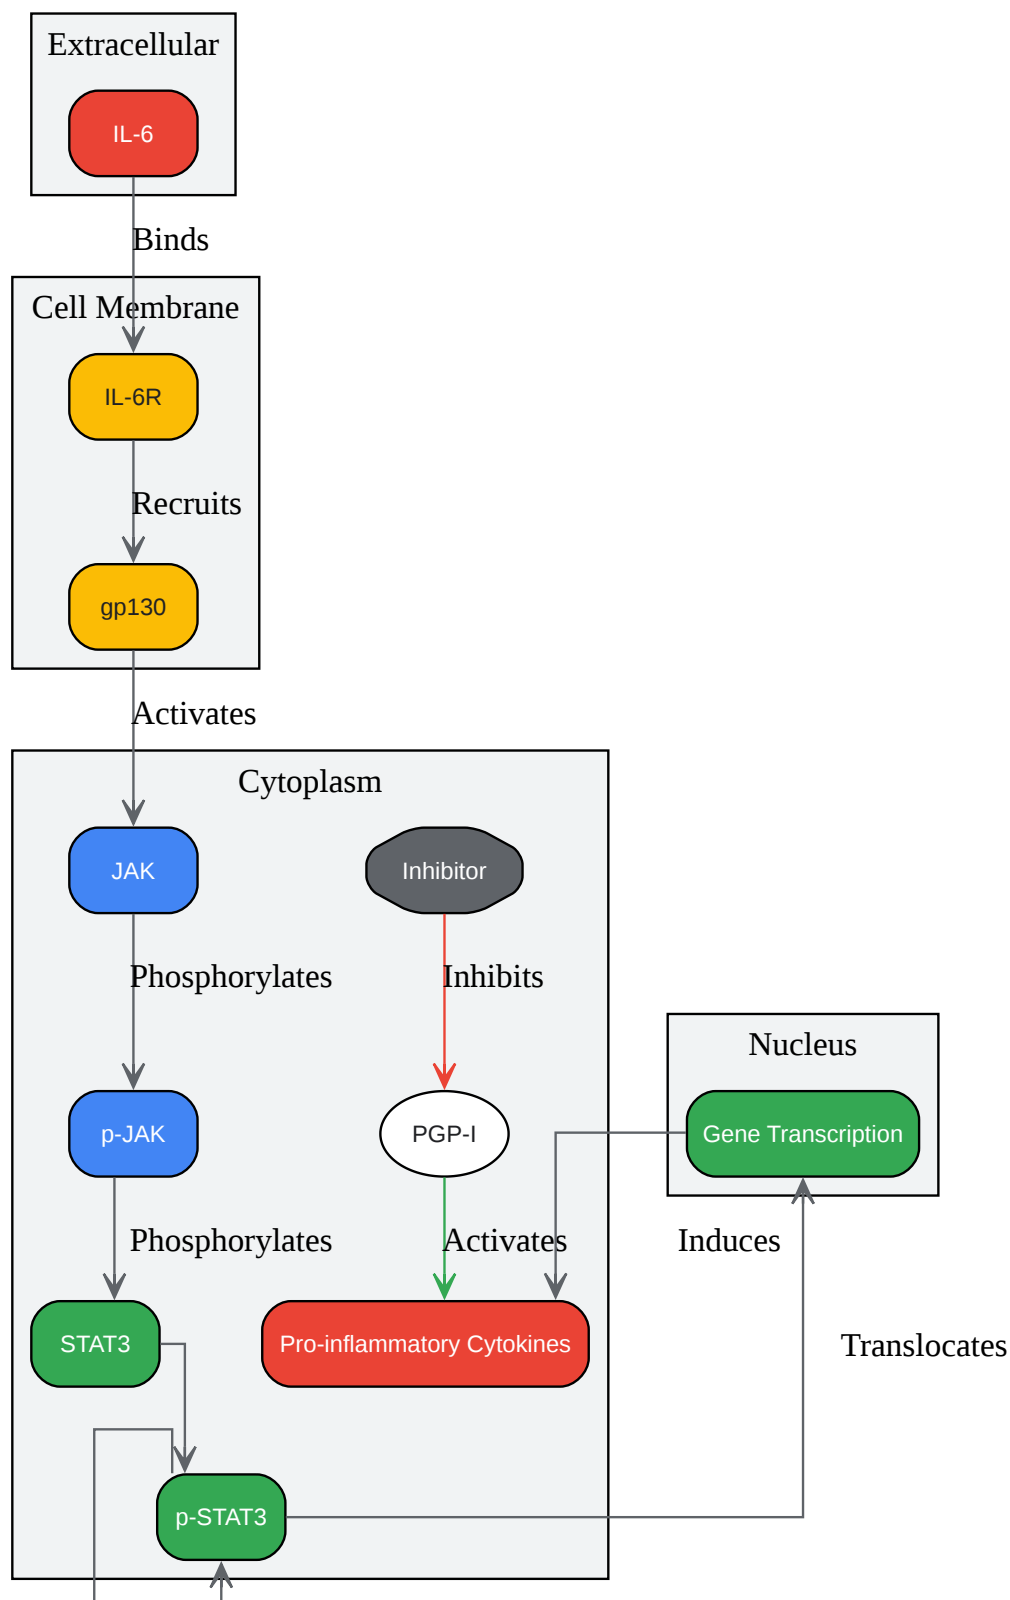 Extracellular
IL-6
Binds
Cell Membrane
IL-6R
Recruits
gp130
Activates
Cytoplasm
JAK
Inhibitor
Phosphorylates
Inhibits
Nucleus
p-JAK
PGP-I
Gene Transcription
Phosphorylates
Activates
Induces
STAT3
Pro-inflammatory Cytokines
Translocates
p-STAT3